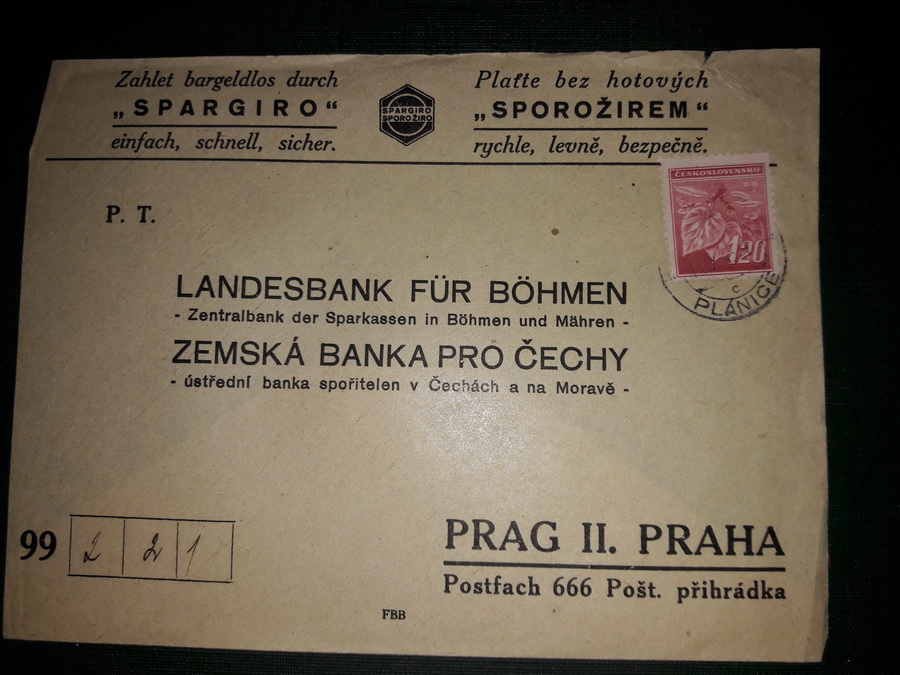 Zahlet bargeldlos durch
„SPARGIRO“
einfach, schnell, sicher.
SPARGIRO
SPOROŽIRO
Plaťte bez hotových
„SPOROŽIREM“
rychle, levně, bezpečně.
ČESKOSLOVENSKO
1.20
C
PLÁNICE
P. T.
LANDESBANK FÜR BÖHMEN
- Zentralbank der Sparkassen in Böhmen und Mähren -
ZEMSKÁ BANKA PRO ČECHY
- ústřední banka spořitelen v Čechách a na Moravě -
99 2 2 1
PRAG II. PRAHA
Postfach 666 Pošt. přihrádka
FBB